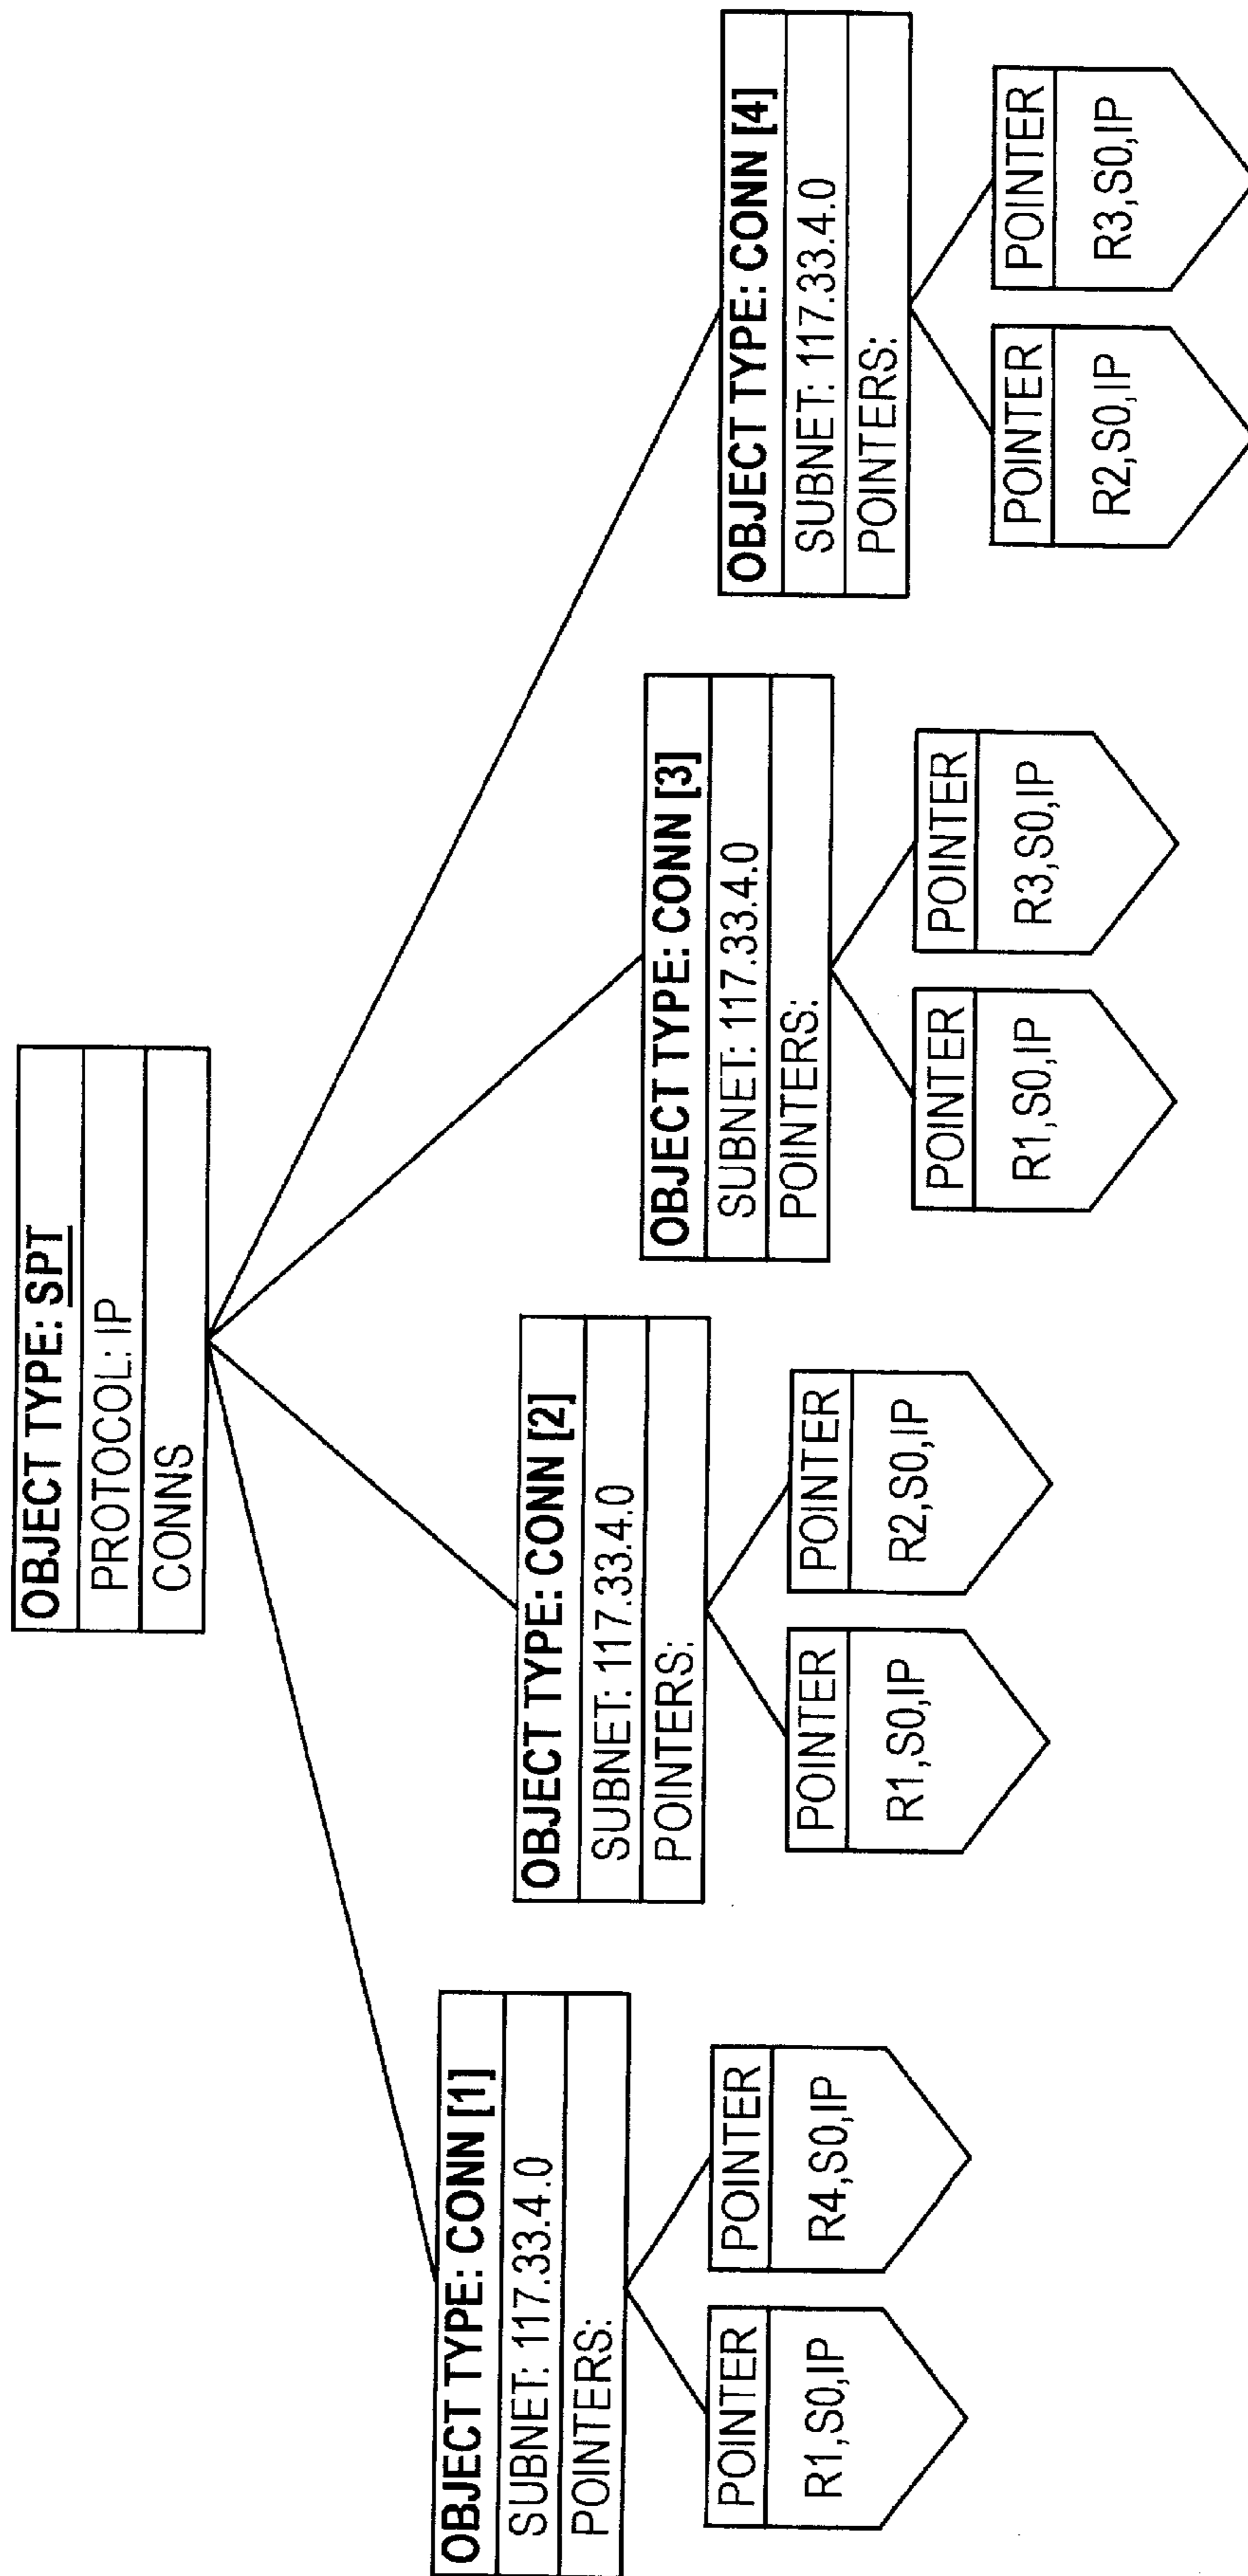 OBJECT TYPE: SPT
PROTOCOL: IP
CONNS
OBJECT TYPE: CONN [1]
SUBNET: 117.33.4.0
POINTERS:
POINTER
R1,S0,IP
POINTER
R4,S0,IP
OBJECT TYPE: CONN [2]
SUBNET: 117.33.4.0
POINTERS:
POINTER
R1,S0,IP
POINTER
R2,S0,IP
OBJECT TYPE: CONN [3]
SUBNET: 117.33.4.0
POINTERS:
POINTER
R1,S0,IP
POINTER
R3,S0,IP
OBJECT TYPE: CONN [4]
SUBNET: 117.33.4.0
POINTERS:
POINTER
R2,S0,IP
POINTER
R3,S0,IP